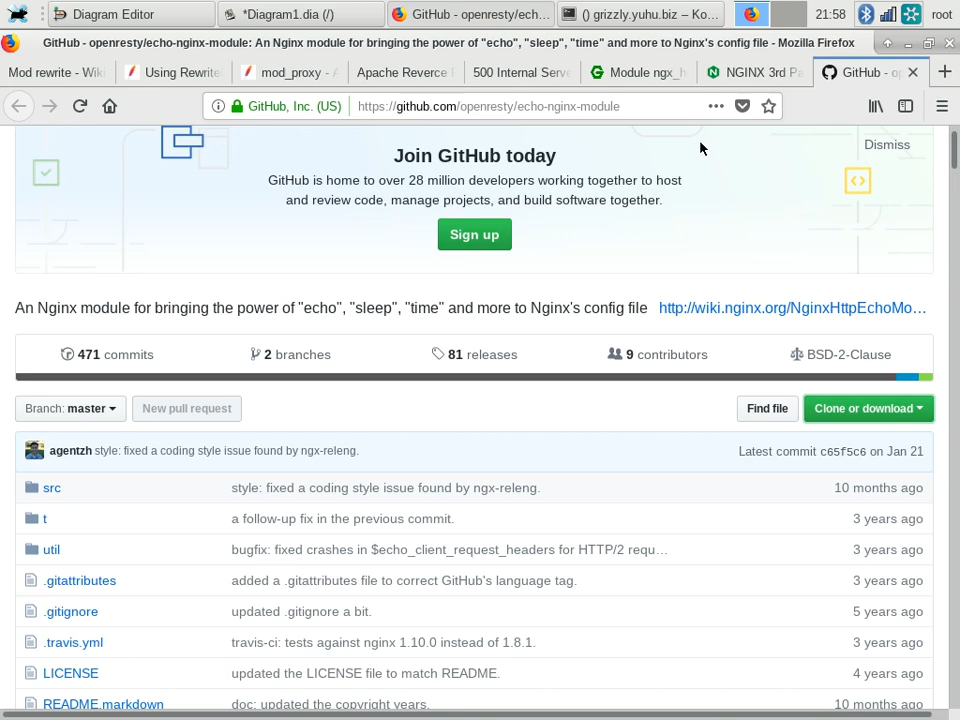 Diagram Editor
*Diagram1.dia (/)
GitHub - openresty/ech...
() grizzly.yuhu.biz – Ko...
21:58
root
GitHub - openresty/echo-nginx-module: An Nginx module for bringing the power of "echo", "sleep", "time" and more to Nginx's config file - Mozilla Firefox
Mod rewrite - Wiki
Using Rewrite
mod_proxy - A
Apache Reverce
500 Internal Serve
Module ngx_h
NGINX 3rd Pa
GitHub - op
GitHub, Inc. (US)
https://github.com/openresty/echo-nginx-module
Join GitHub today
Dismiss
GitHub is home to over 28 million developers working together to host
and review code, manage projects, and build software together.
Sign up
An Nginx module for bringing the power of "echo", "sleep", "time" and more to Nginx's config file http://wiki.nginx.org/NginxHttpEchoMo…
471 commits
2 branches
81 releases
9 contributors
BSD-2-Clause
Branch: master
New pull request
Find file
Clone or download
agentzh style: fixed a coding style issue found by ngx-releng.
Latest commit c65f5c6 on Jan 21
src style: fixed a coding style issue found by ngx-releng. 10 months ago
t a follow-up fix in the previous commit. 3 years ago
util bugfix: fixed crashes in $echo_client_request_headers for HTTP/2 requ… 3 years ago
.gitattributes added a .gitattributes file to correct GitHub's language tag. 3 years ago
.gitignore updated .gitignore a bit. 5 years ago
.travis.yml travis-ci: tests against nginx 1.10.0 instead of 1.8.1. 3 years ago
LICENSE updated the LICENSE file to match README. 4 years ago
README.markdown doc: updated the copyright years. 10 months ago